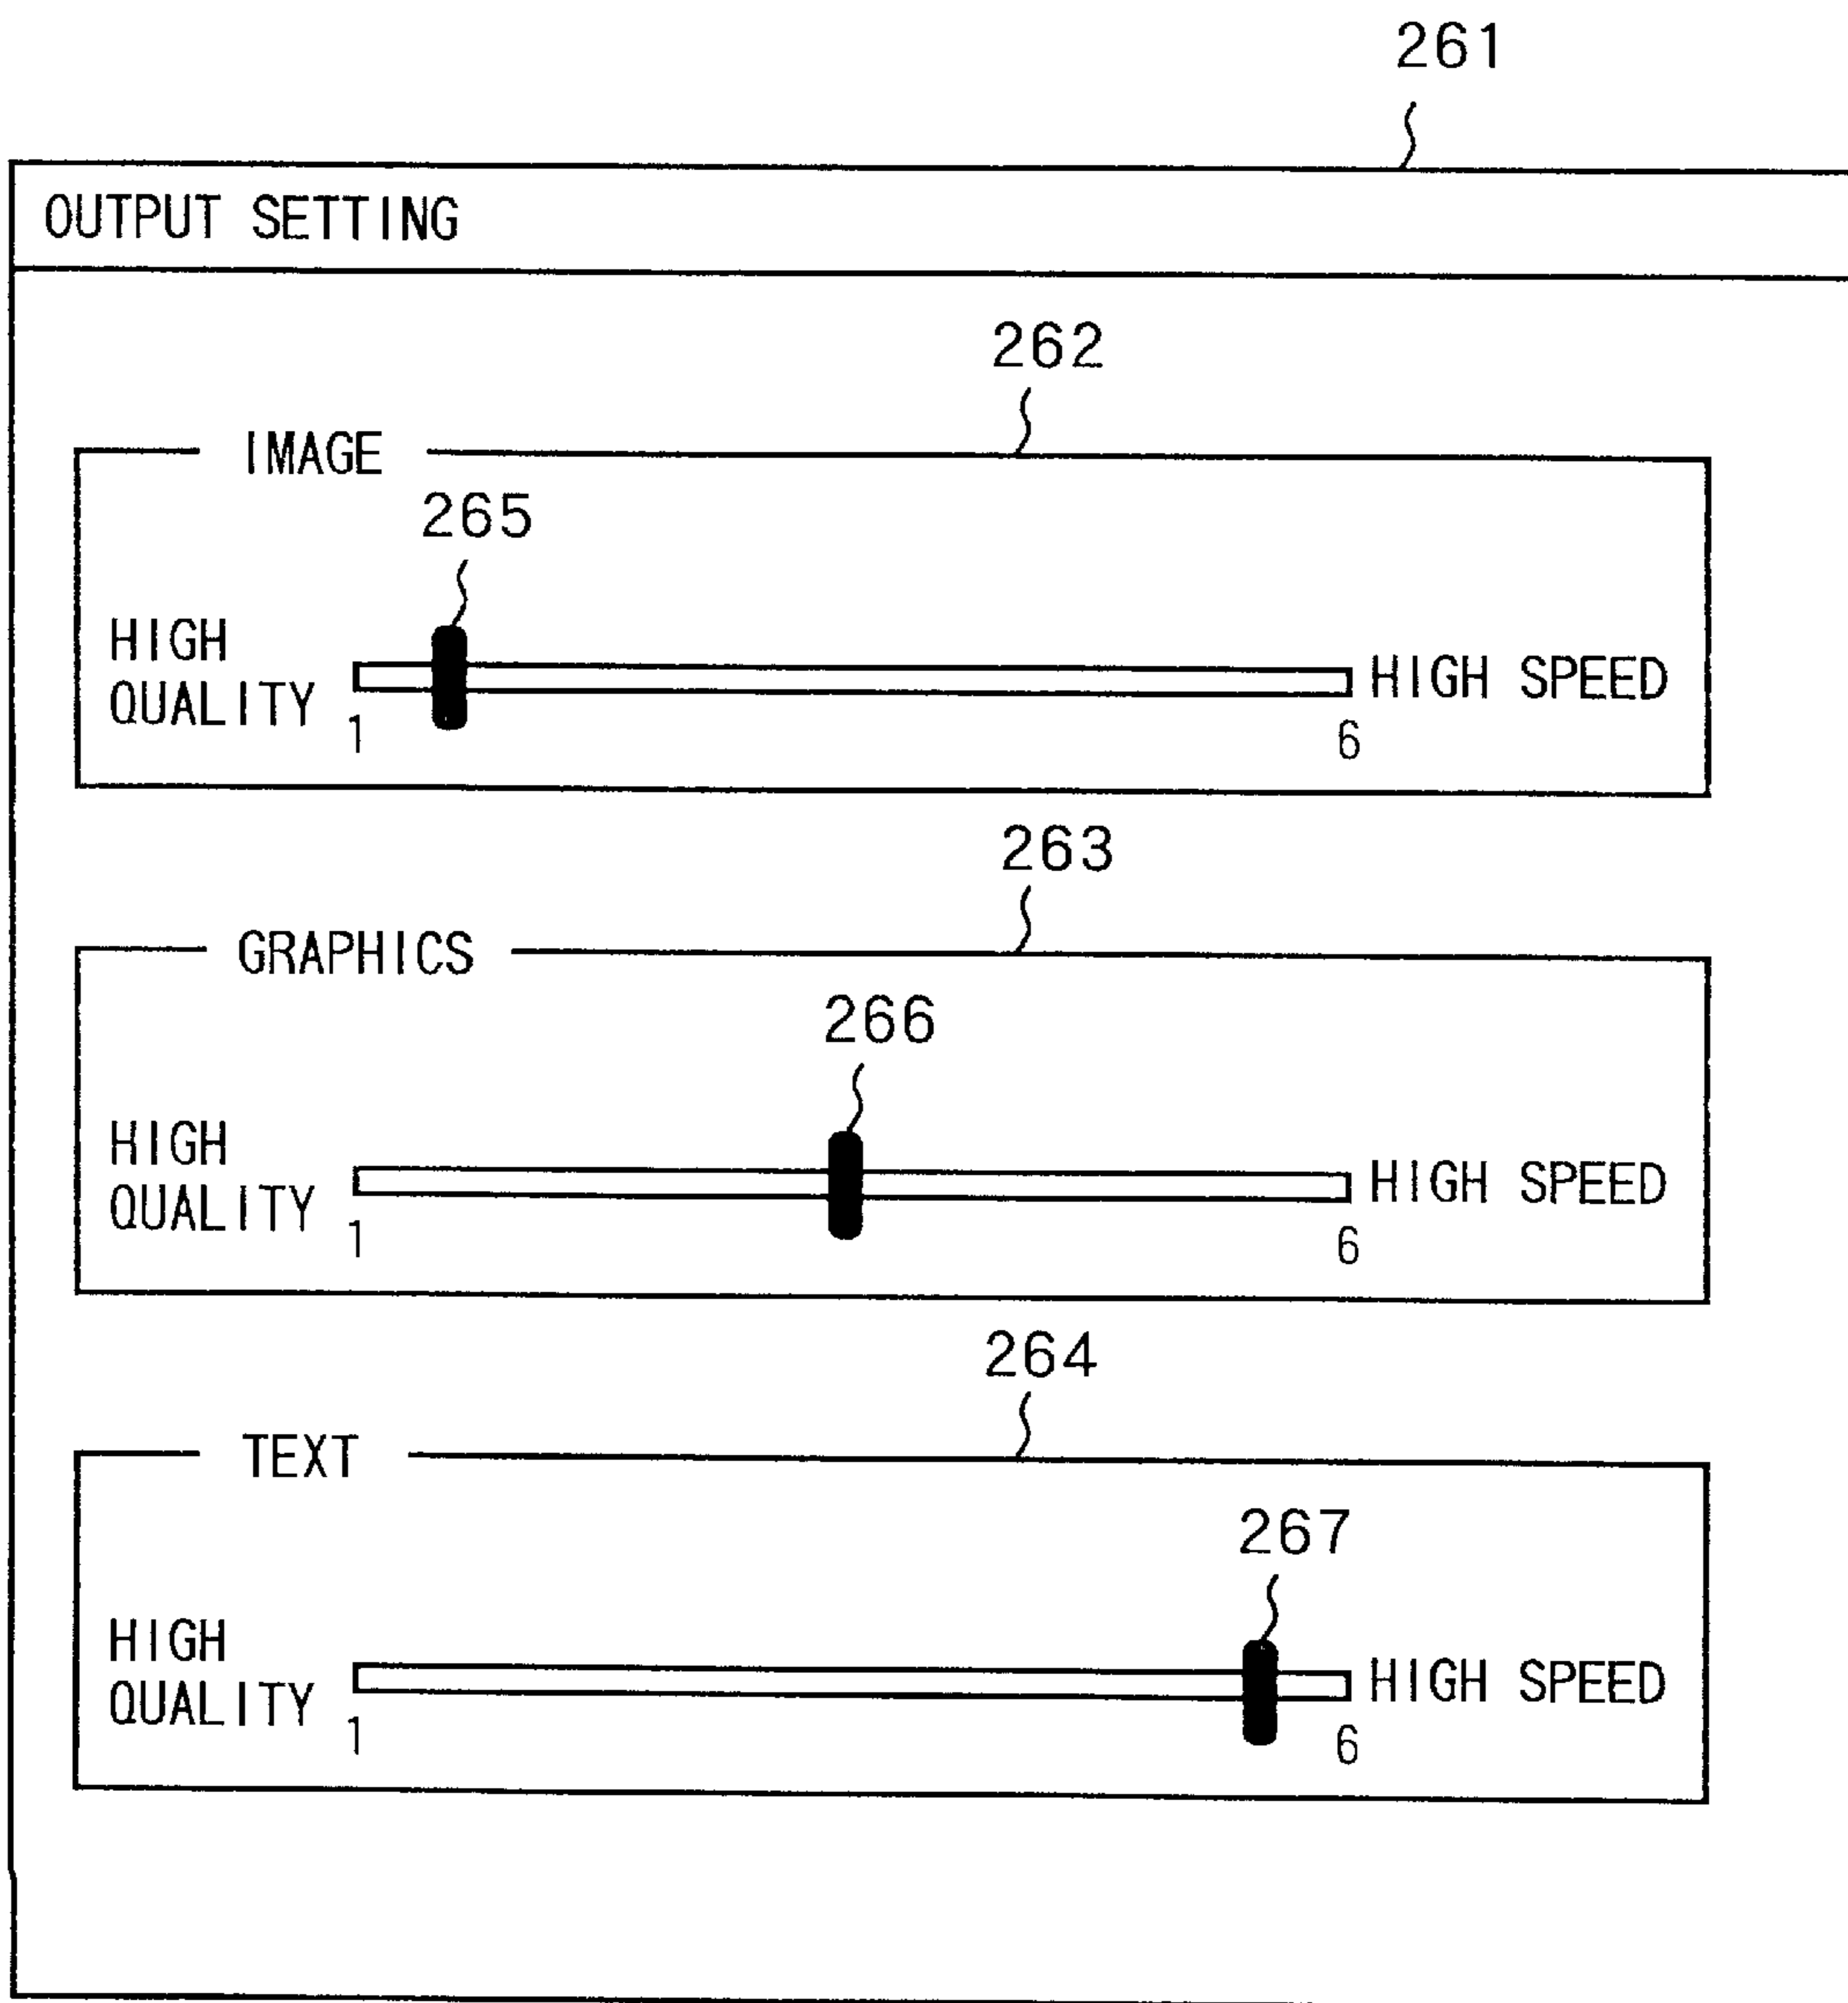 261
OUTPUT SETTING
262
IMAGE
265
HIGH
QUALITY
HIGH SPEED
1
6
263
GRAPHICS
266
HIGH
QUALITY
HIGH SPEED
1
6
264
TEXT
267
HIGH
QUALITY
HIGH SPEED
1
6